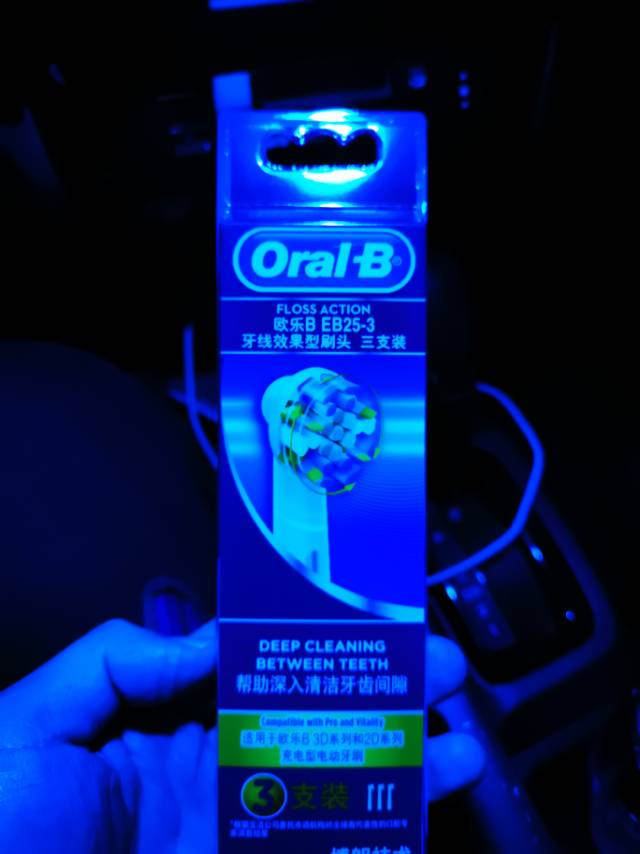 Oral-B
FLOSS ACTION
欧乐B EB25-3
牙线效果型刷头 三支装
DEEP CLEANING
BETWEEN TEETH
帮助深入清洁牙齿间隙
Compatible with Pro and Vitality
适用于欧乐B 3D系列和2D系列
充电型电动牙刷
3支装